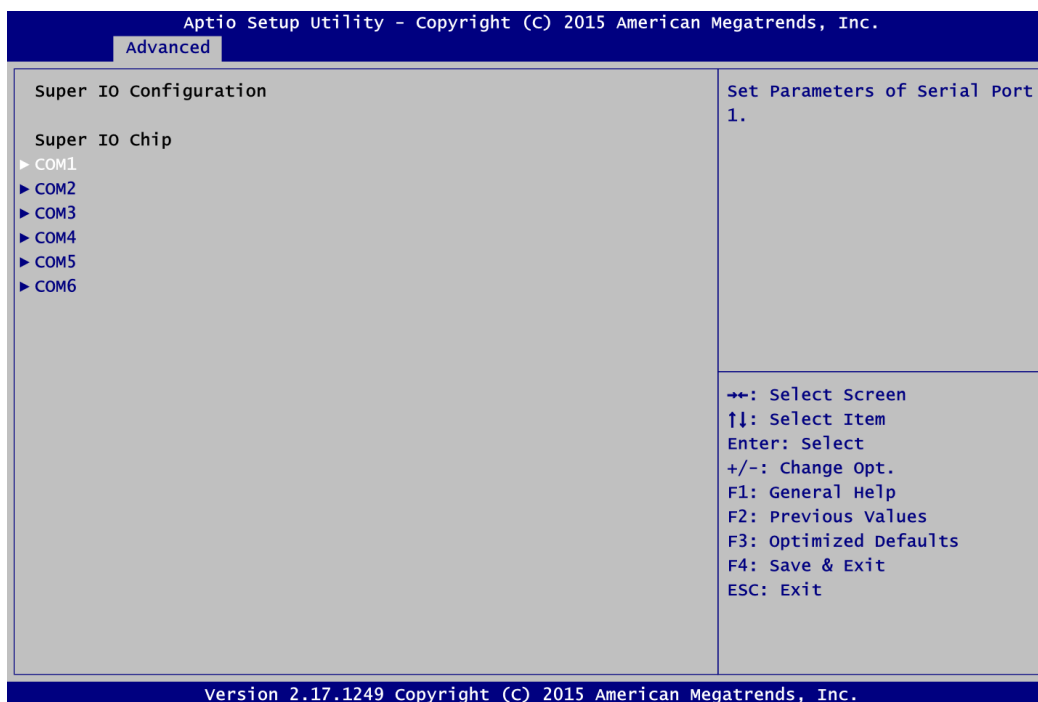 Aptio Setup Utility – Copyright (C) 2015 American Megatrends, Inc.
Advanced
Super IO Configuration
Super IO Chip
► COM1
► COM2
► COM3
► COM4
► COM5
► COM6
Set Parameters of Serial Port
1.
→←: Select Screen
↑↓: Select Item
Enter: Select
+/-: Change Opt.
F1: General Help
F2: Previous Values
F3: Optimized Defaults
F4: Save & Exit
ESC: Exit
Version 2.17.1249 Copyright (C) 2015 American Megatrends, Inc.